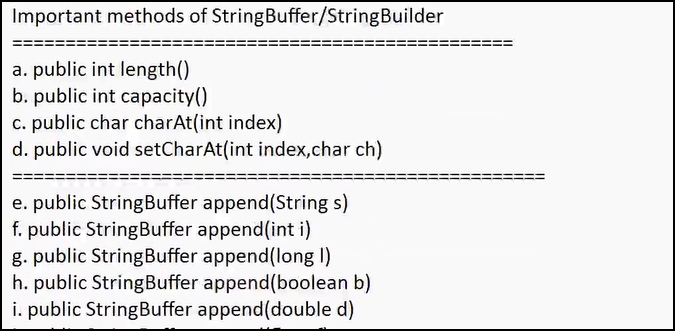 Important methods of StringBuffer/StringBuilder
===============================================
a. public int length()
b. public int capacity()
c. public char charAt(int index)
d. public void setCharAt(int index,char ch)
==================================================
e. public StringBuffer append(String s)
f. public StringBuffer append(int i)
g. public StringBuffer append(long l)
h. public StringBuffer append(boolean b)
i. public StringBuffer append(double d)